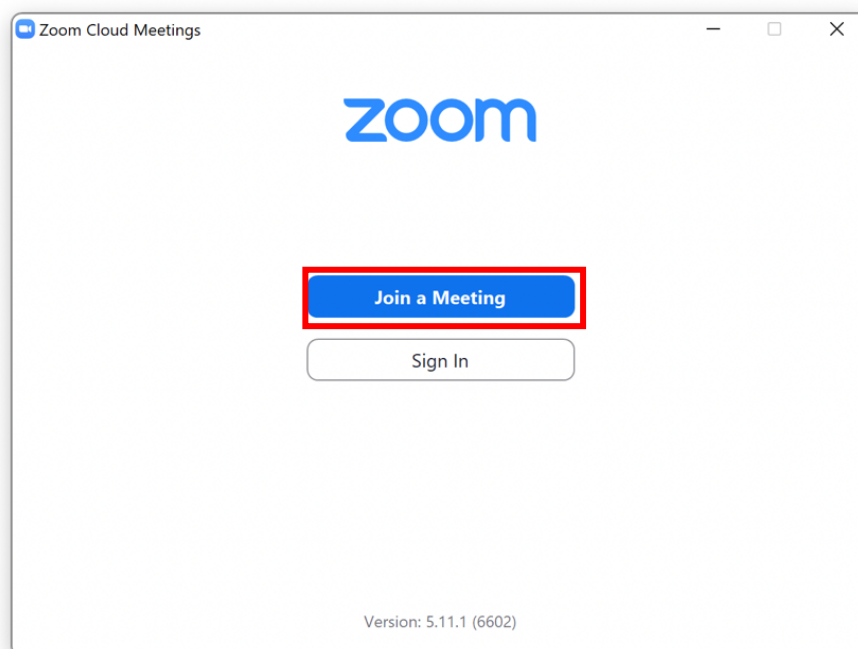 Zoom Cloud Meetings
zoom
Join a Meeting
Sign In
Version: 5.11.1 (6602)